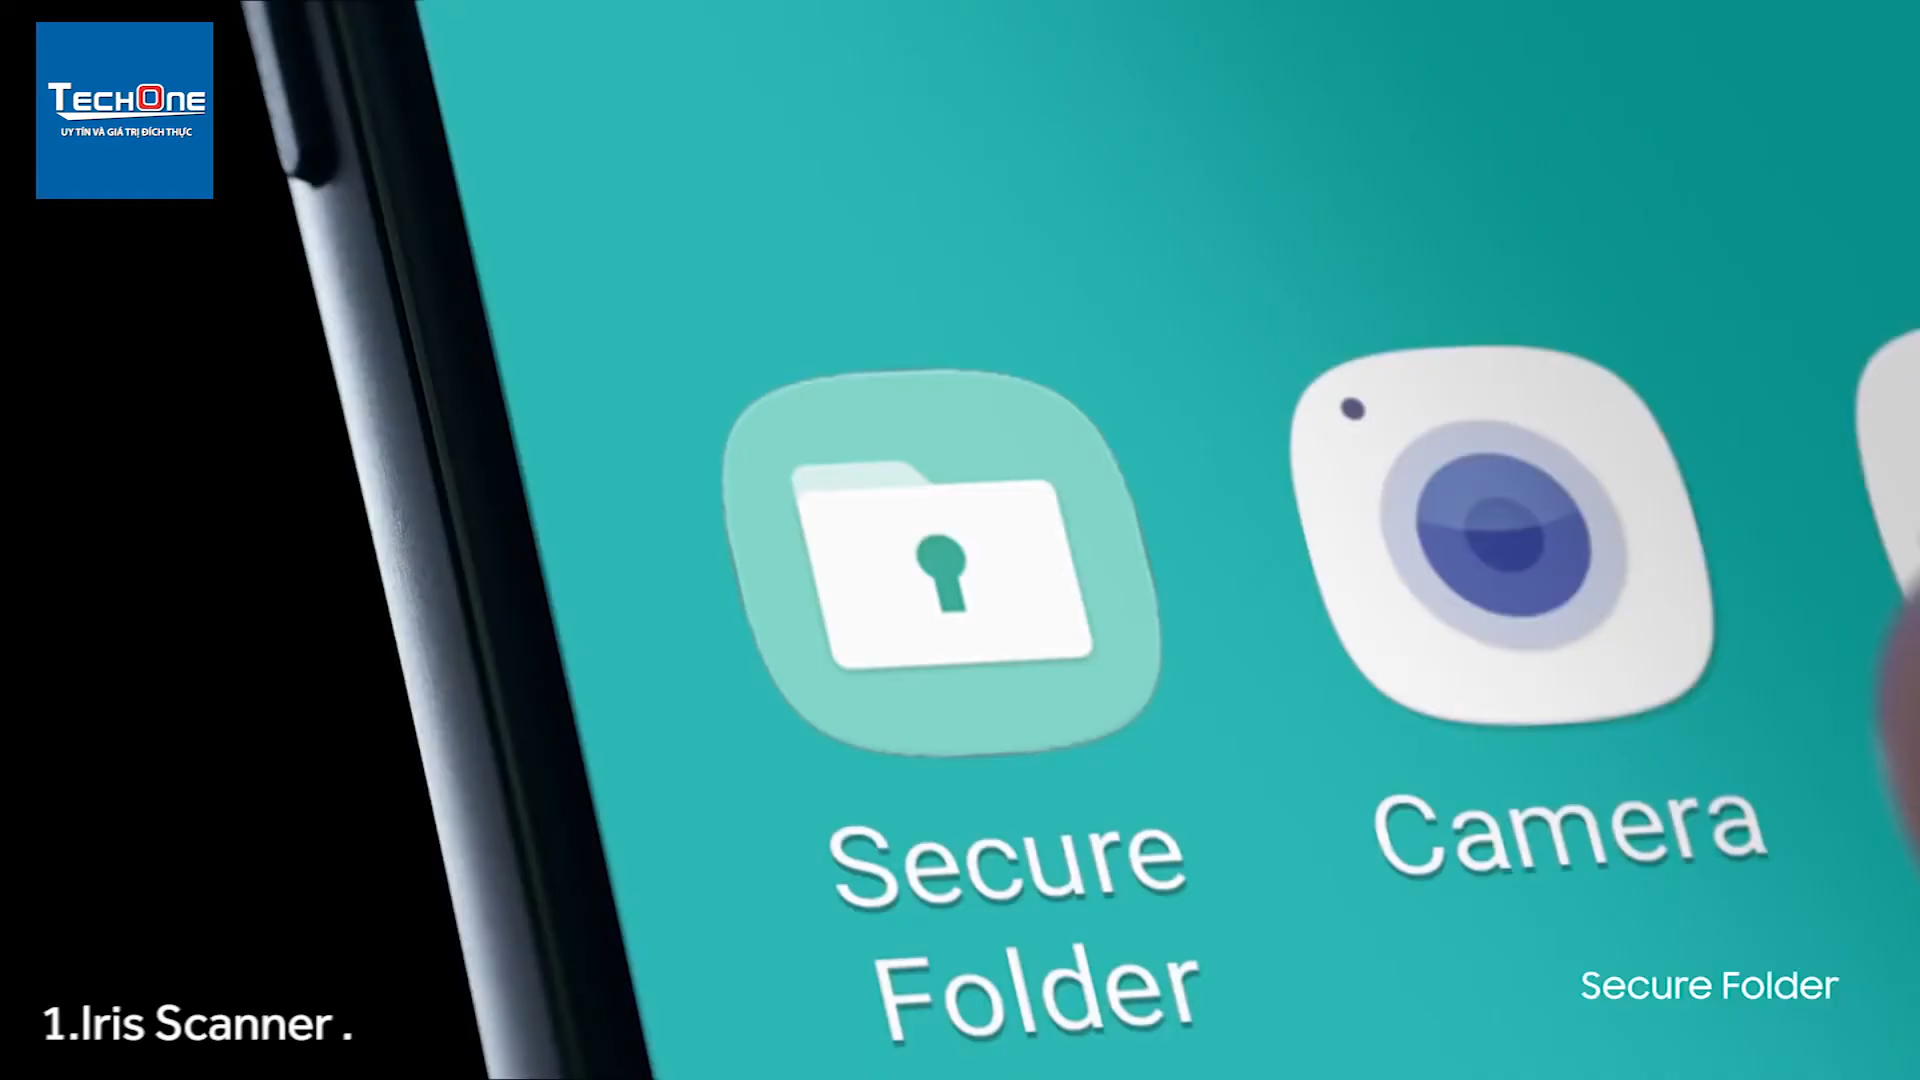 TECHONE
UY TÍN VÀ GIÁ TRỊ ĐÍCH THỰC
Secure
Folder
Camera
Secure Folder
1.Iris Scanner .